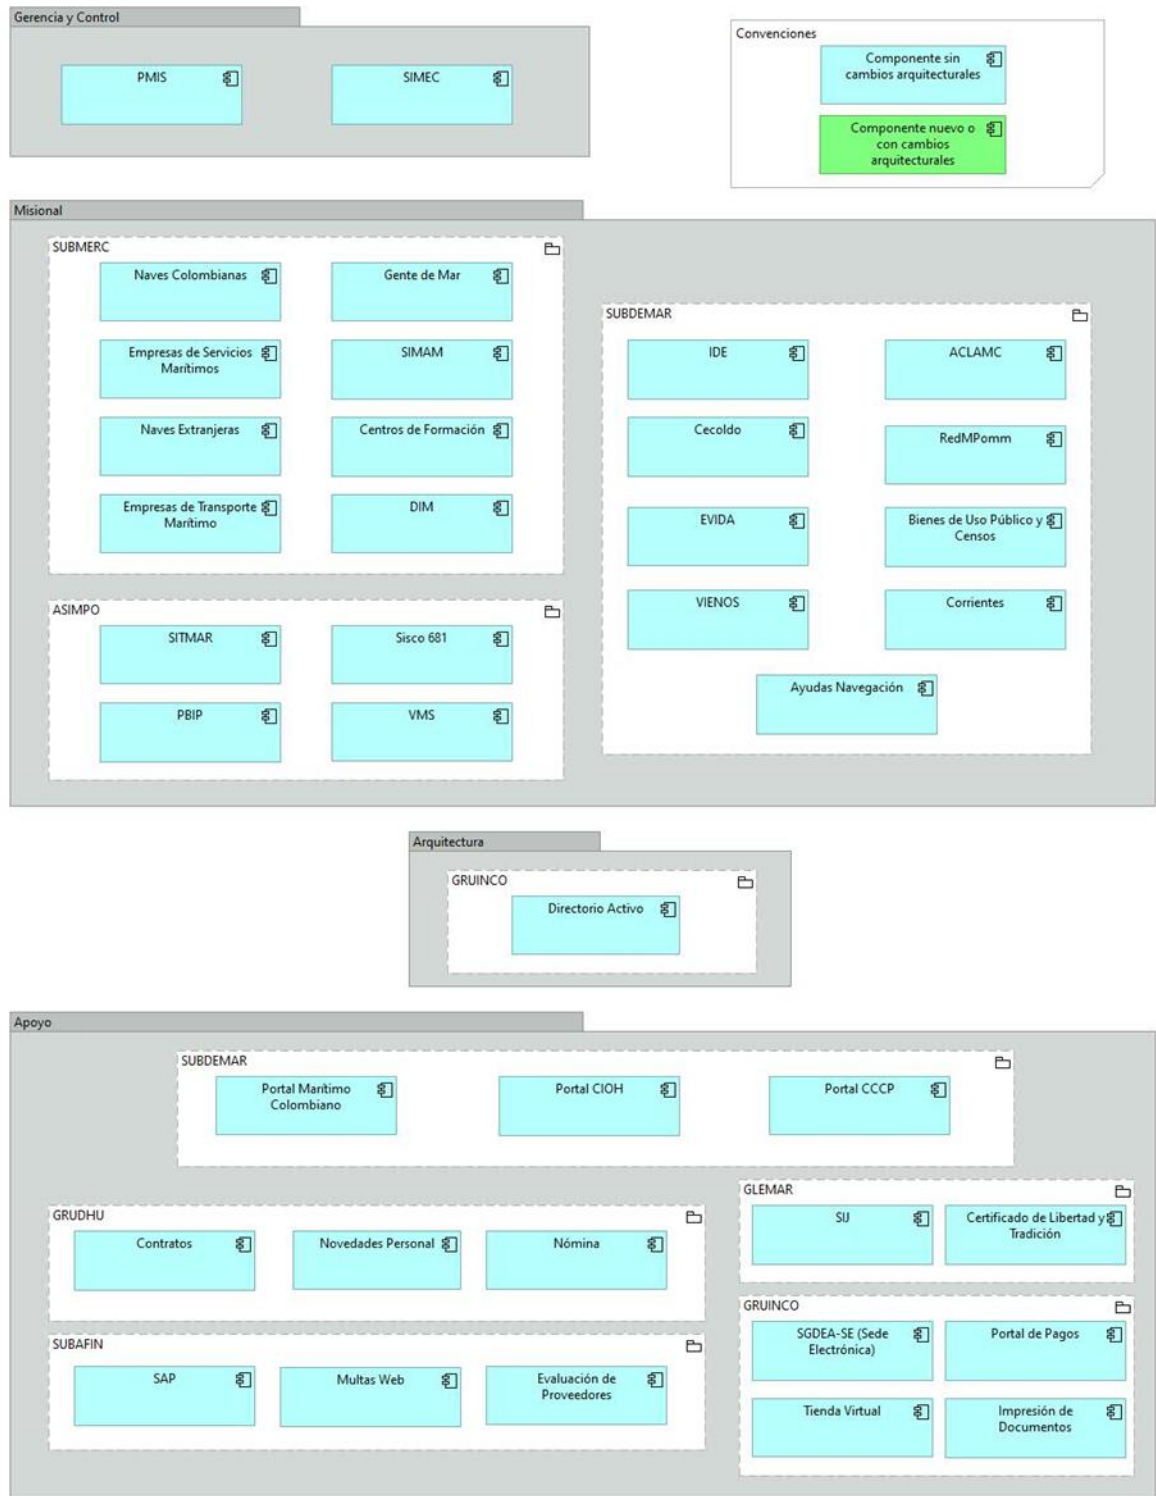 Gerencia y Control
PMIS
SIMEC
Convenciones
Componente sin
cambios arquitecturales
Componente nuevo o
con cambios
arquitecturales
Misional
SUBMERC
Naves Colombianas
Gente de Mar
Empresas de Servicios
Marítimos
SIMAM
Naves Extranjeras
Centros de Formación
Empresas de Transporte
Marítimo
DIM
SUBDEMAR
IDE
ACLAMC
Cecoldo
RedMPomm
EVIDA
Bienes de Uso Público y
Censos
VIENOS
Corrientes
Ayudas Navegación
ASIMPO
SITMAR
Sisco 681
PBIP
VMS
Arquitectura
GRUINCO
Directorio Activo
Apoyo
SUBDEMAR
Portal Marítimo
Colombiano
Portal CIOH
Portal CCCP
GRUDHU
Contratos
Novedades Personal
Nómina
GLEMAR
SIJ
Certificado de Libertad y
Tradición
SUBAFIN
SAP
Multas Web
Evaluación de
Proveedores
GRUINCO
SGDEA-SE (Sede
Electrónica)
Portal de Pagos
Tienda Virtual
Impresión de
Documentos